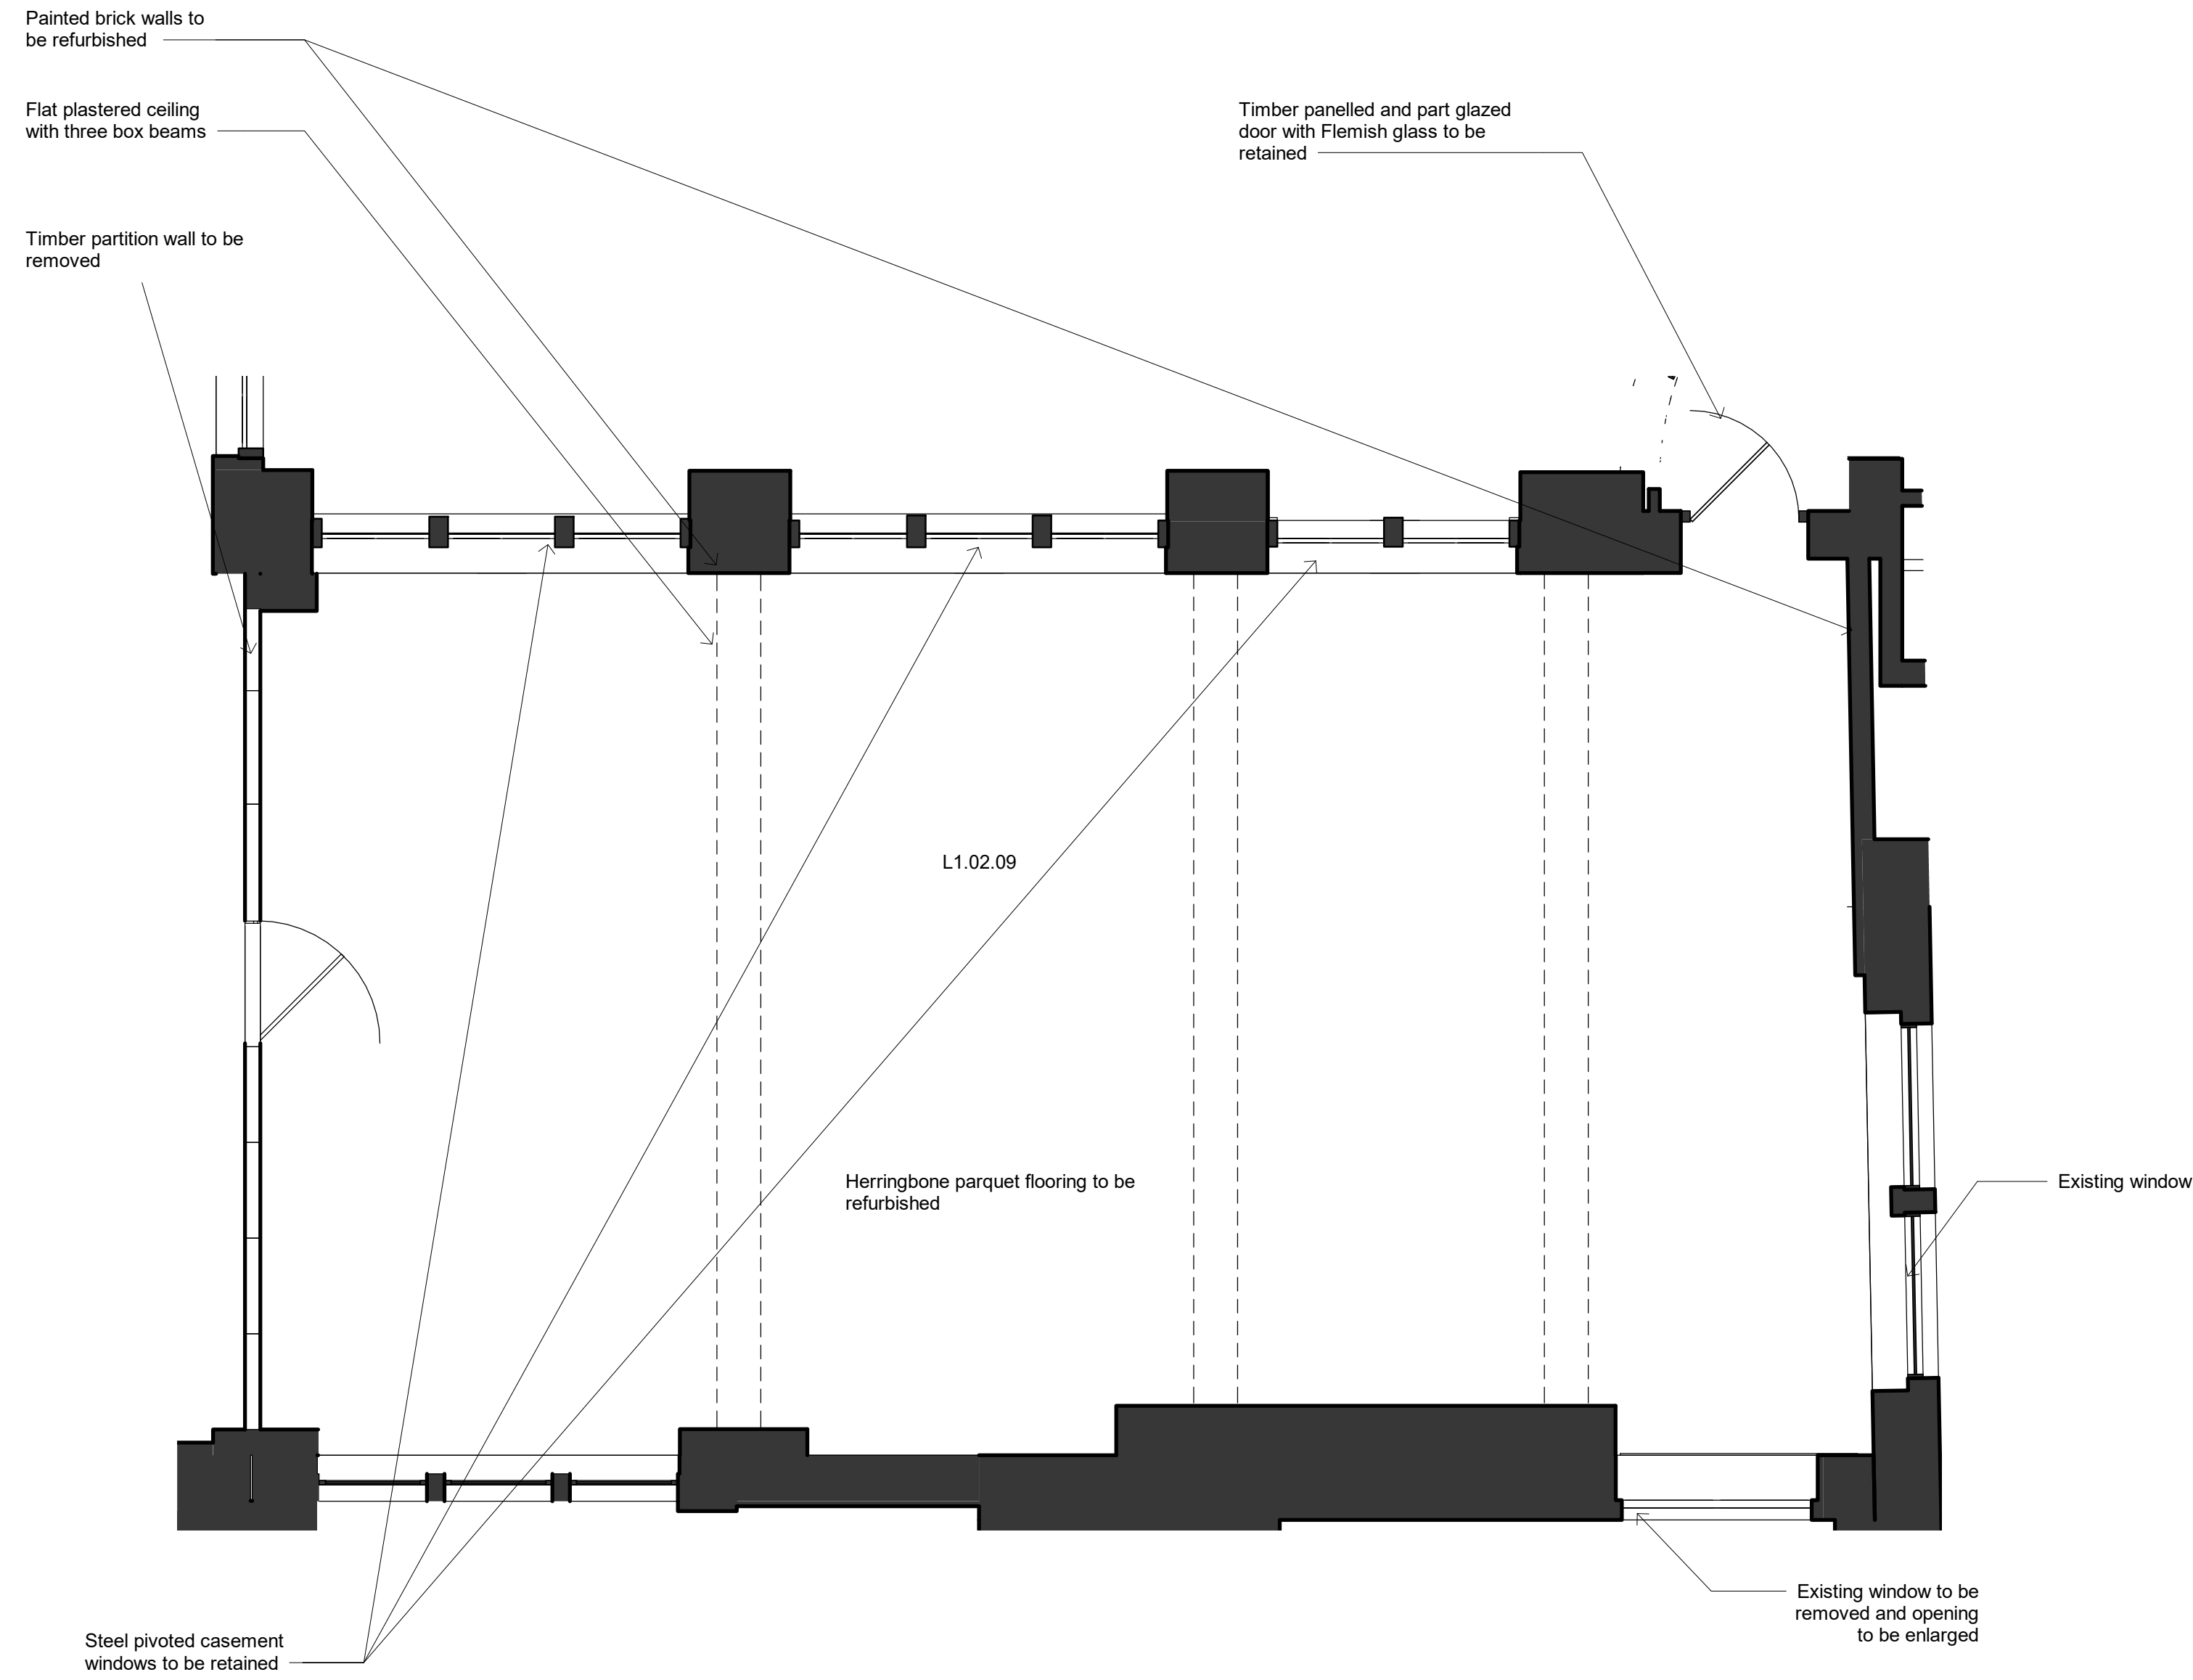 Painted brick walls to
be refurbished
Flat plastered ceiling
with three box beams
Timber panelled and part glazed
door with Flemish glass to be
retained
Timber partition wall to be
removed
L1.02.09
Herringbone parquet flooring to be
refurbished
Existing window
Existing window to be
removed and opening
to be enlarged
Steel pivoted casement
windows to be retained